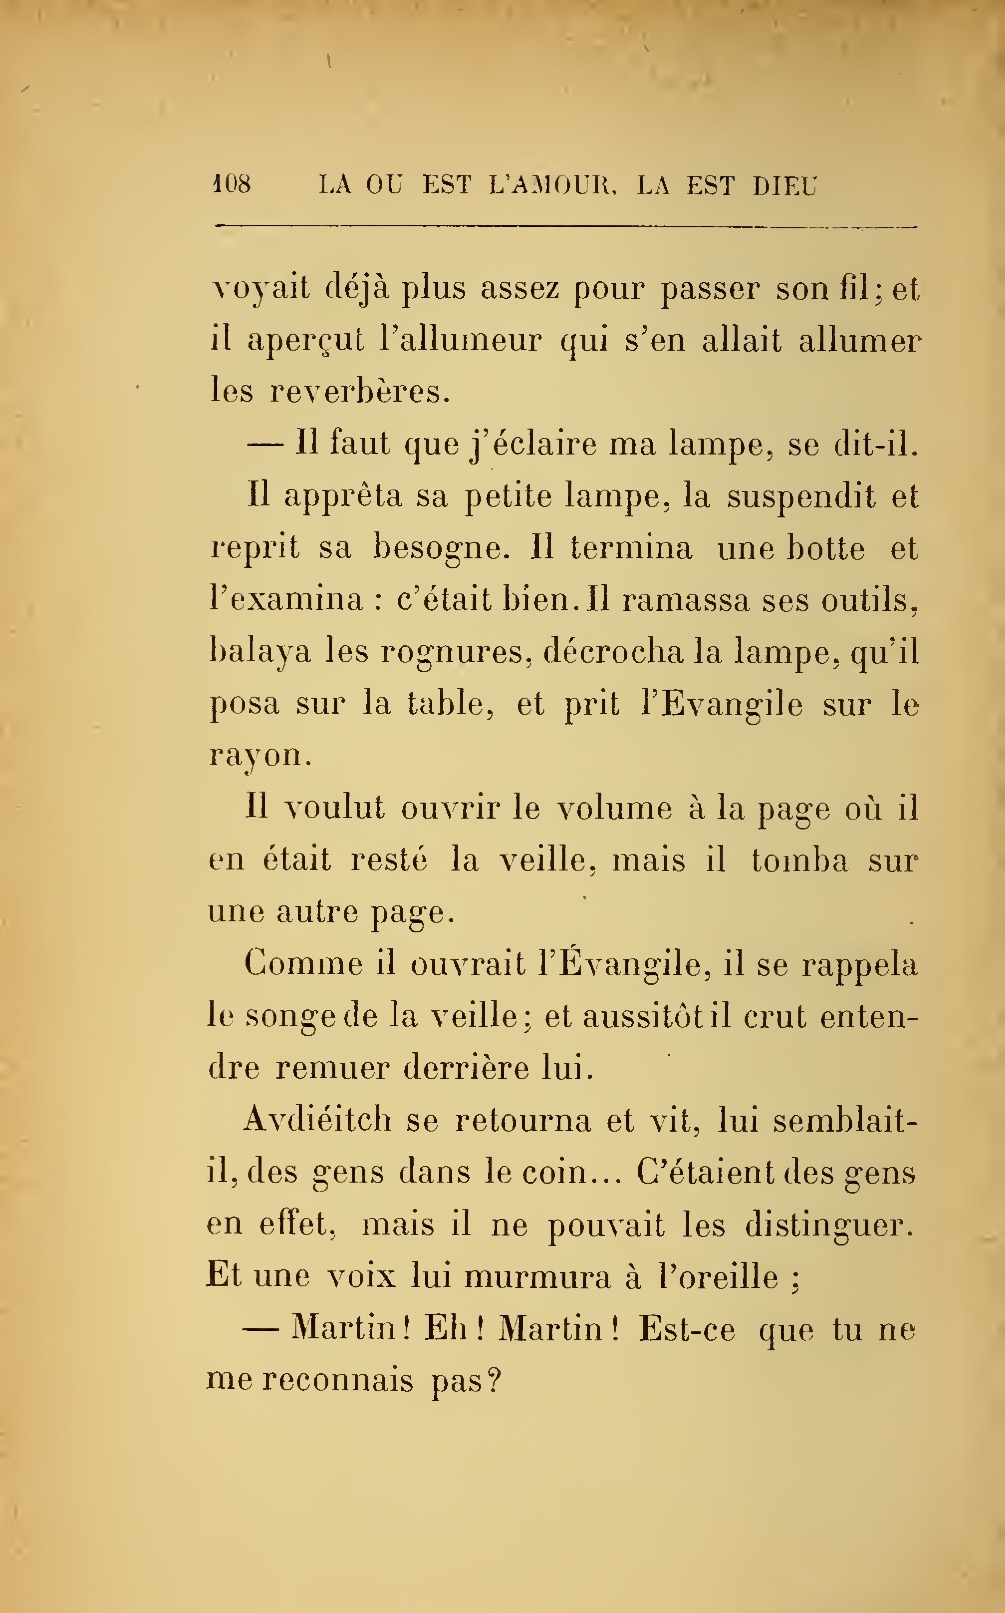 108 LA OU EST L'AMOUR, LA EST DIEU
voyait déjà plus assez pour passer son fil; et
il aperçut l'allumeur qui s'en allait allumer
les reverbères.
— Il faut que j'éclaire ma lampe, se dit-il.
Il apprêta sa petite lampe, la suspendit et
reprit sa besogne. Il termina une botte et
l'examina : c'était bien. Il ramassa ses outils,
balaya les rognures, décrocha la lampe, qu'il
posa sur la table, et prit l'Evangile sur le
rayon.
Il voulut ouvrir le volume à la page où il
en était resté la veille, mais il tomba sur
une autre page.
Comme il ouvrait l'Évangile, il se rappela
le songe de la veille; et aussitôt il crut enten-
dre remuer derrière lui.
Avdiéitch se retourna et vit, lui semblait-
il, des gens dans le coin... C'étaient des gens
en effet, mais il ne pouvait les distinguer.
Et une voix lui murmura à l'oreille ;
— Martin ! Eh ! Martin ! Est-ce que tu ne
me reconnais pas ?